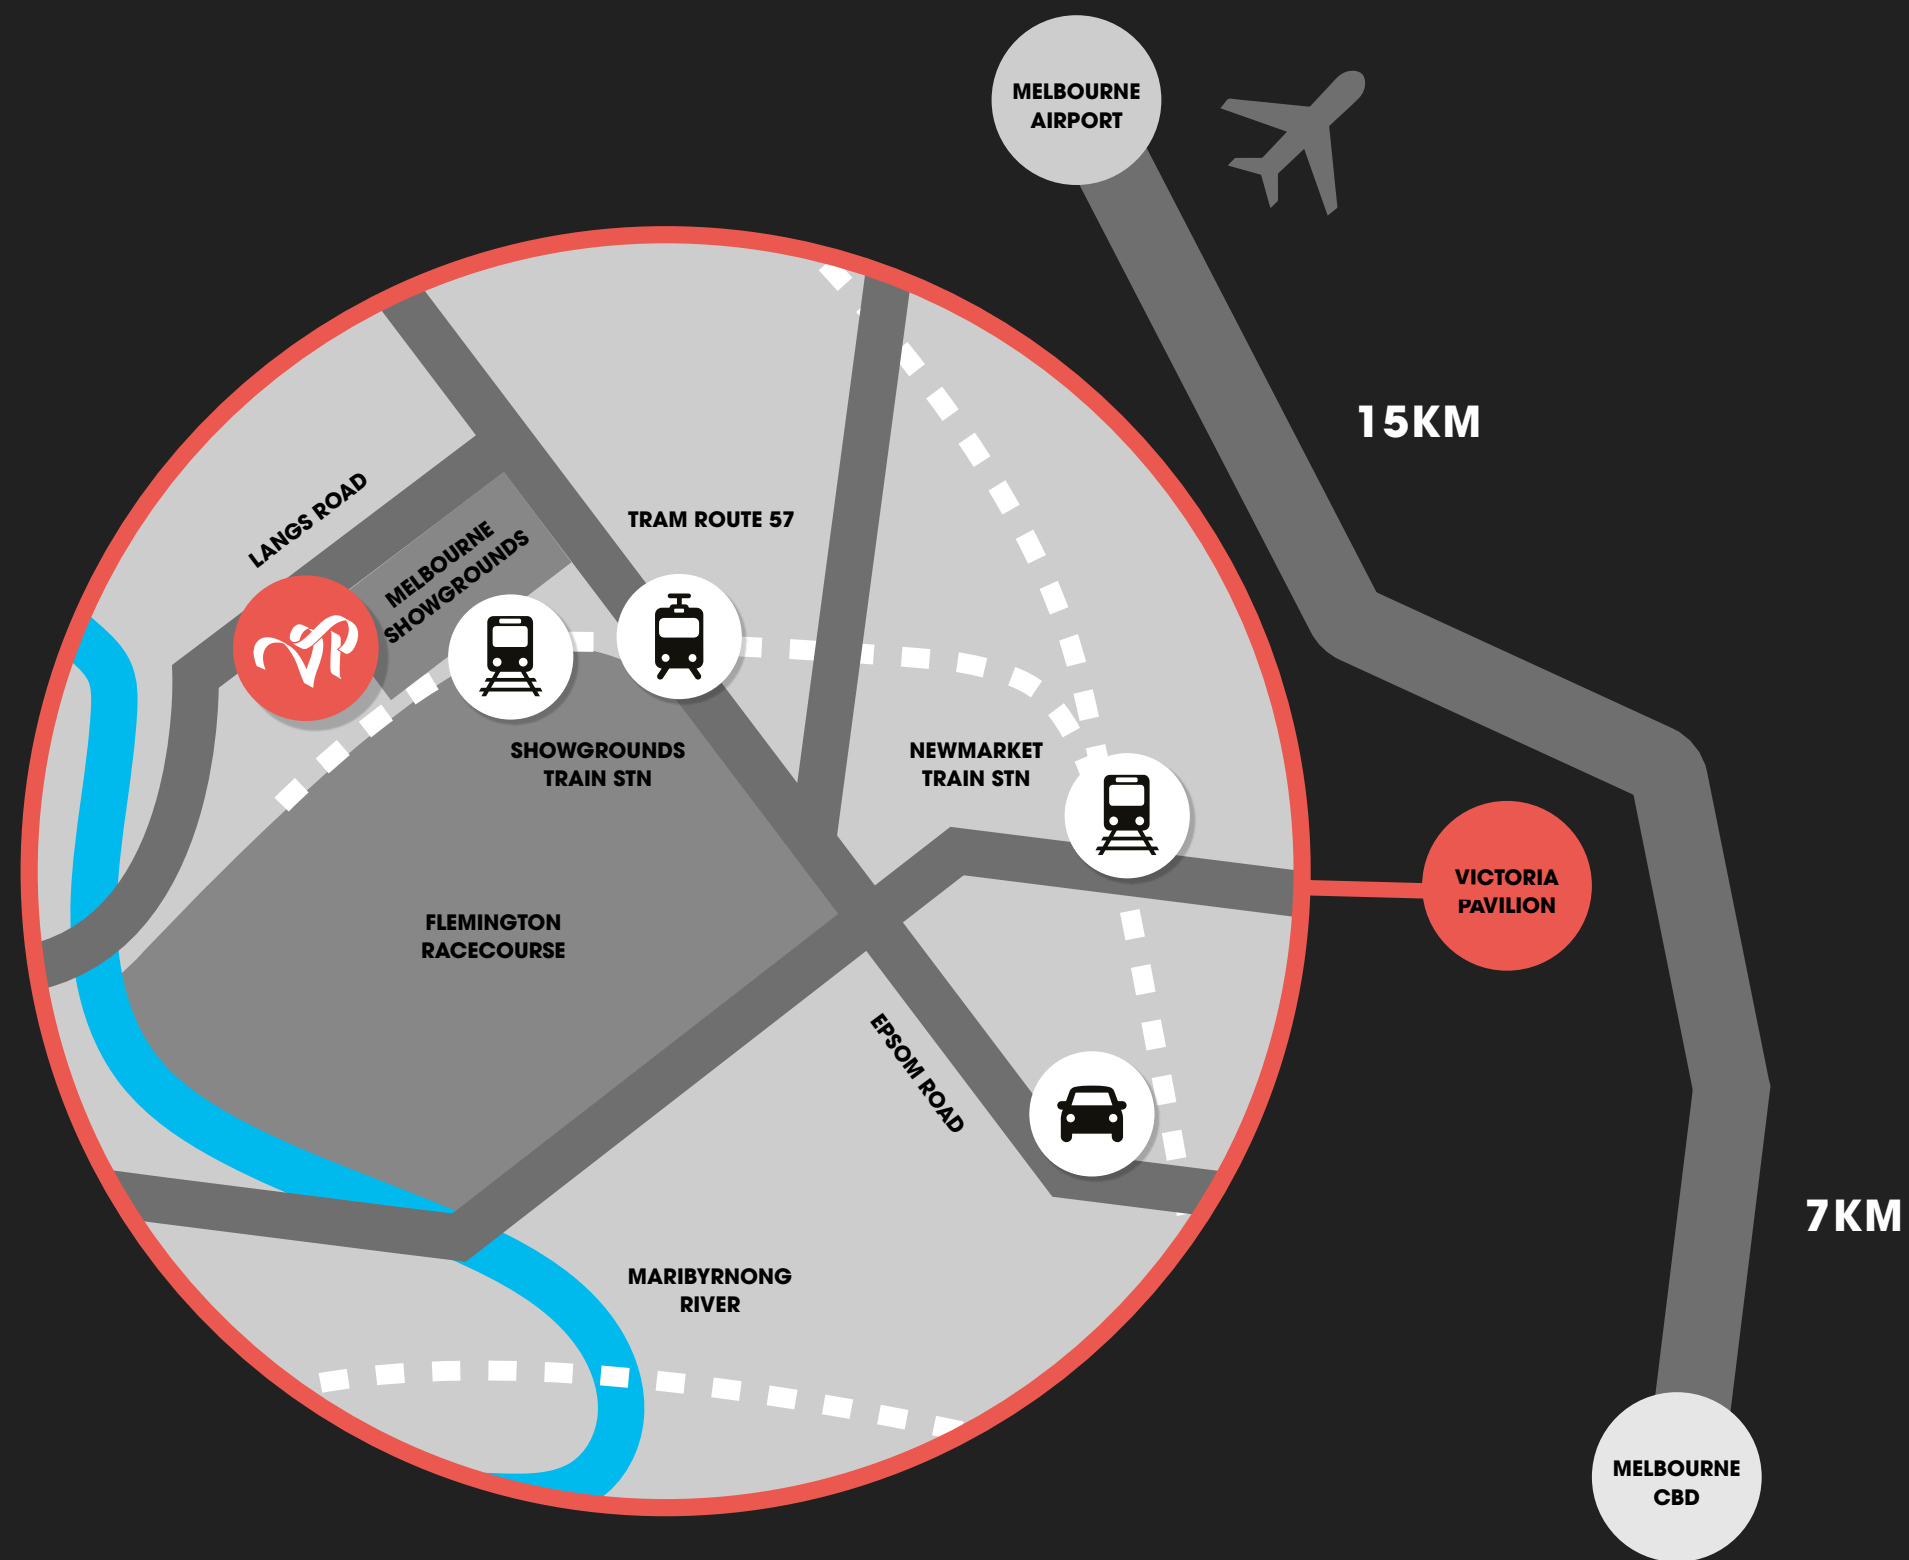 MELBOURNE
AIRPORT
15KM
LANGS ROAD
MELBOURNE
SHOWGROUNDS
TRAM ROUTE 57
VP
SHOWGROUNDS
TRAIN STN
NEWMARKET
TRAIN STN
VICTORIA
PAVILION
FLEMINGTON
RACECOURSE
EPSOM ROAD
7KM
MARIBYRNONG
RIVER
MELBOURNE
CBD